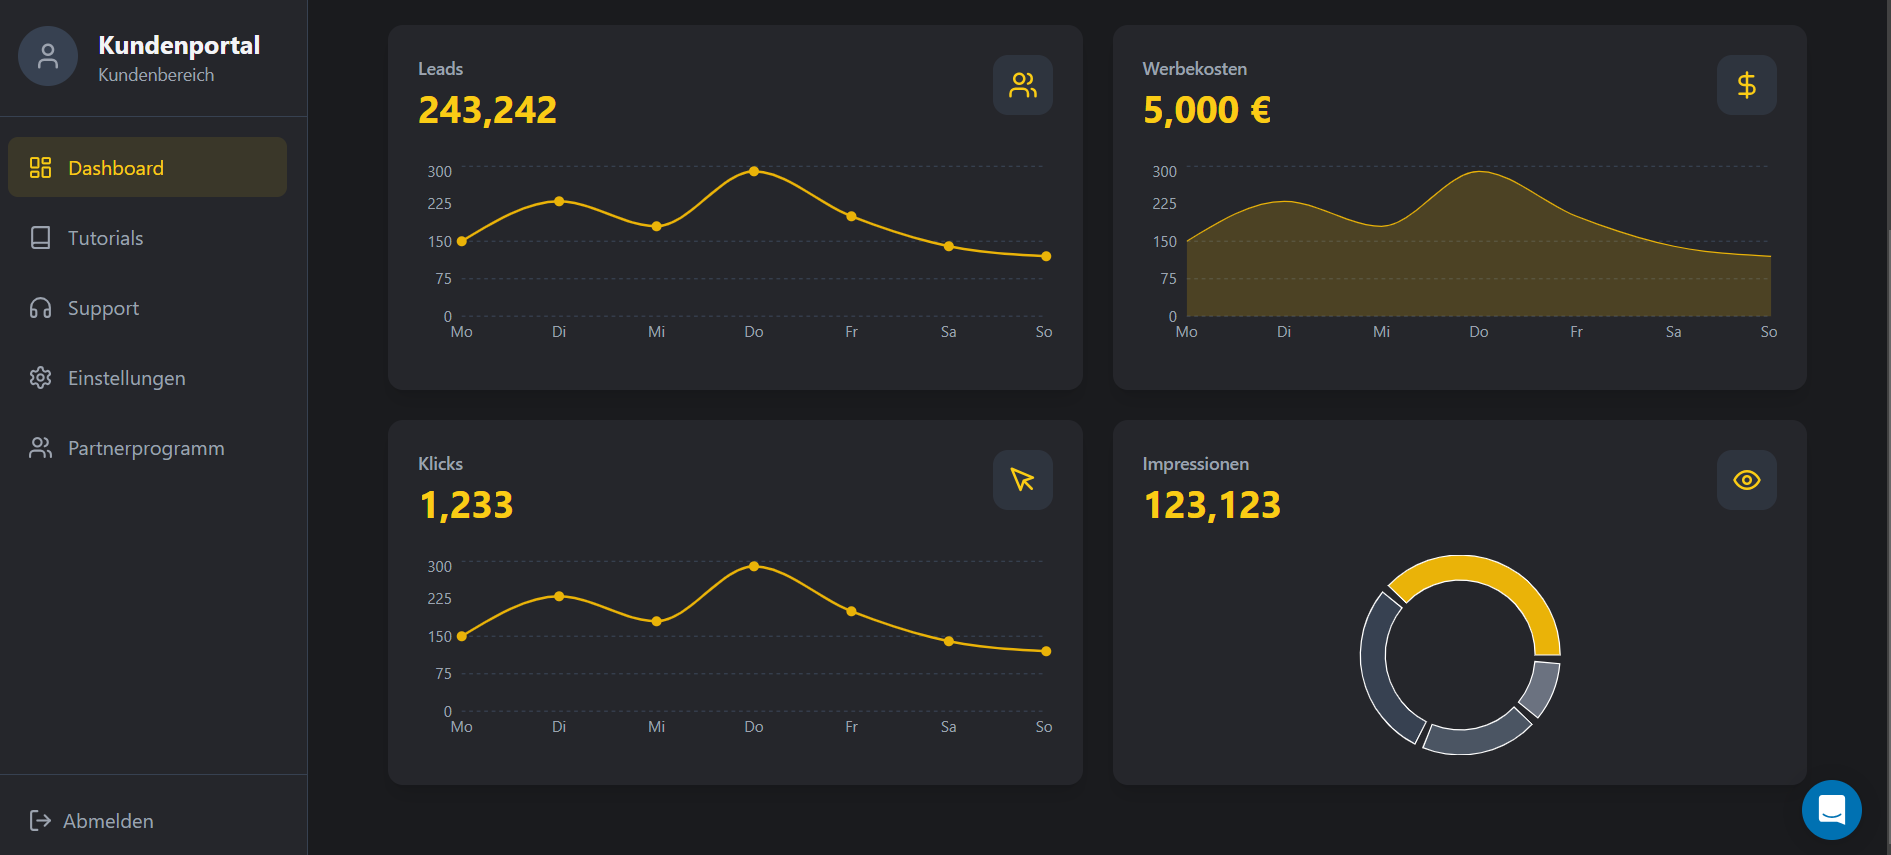 Kundenportal
Kundenbereich
Dashboard
Tutorials
Support
Einstellungen
Partnerprogramm
Abmelden
Leads
243,242
300
225
150
75
0
Mo Di Mi Do Fr Sa So
Werbekosten
5,000 €
300
225
150
75
0
Mo Di Mi Do Fr Sa So
Klicks
1,233
300
225
150
75
0
Mo Di Mi Do Fr Sa So
Impressionen
123,123